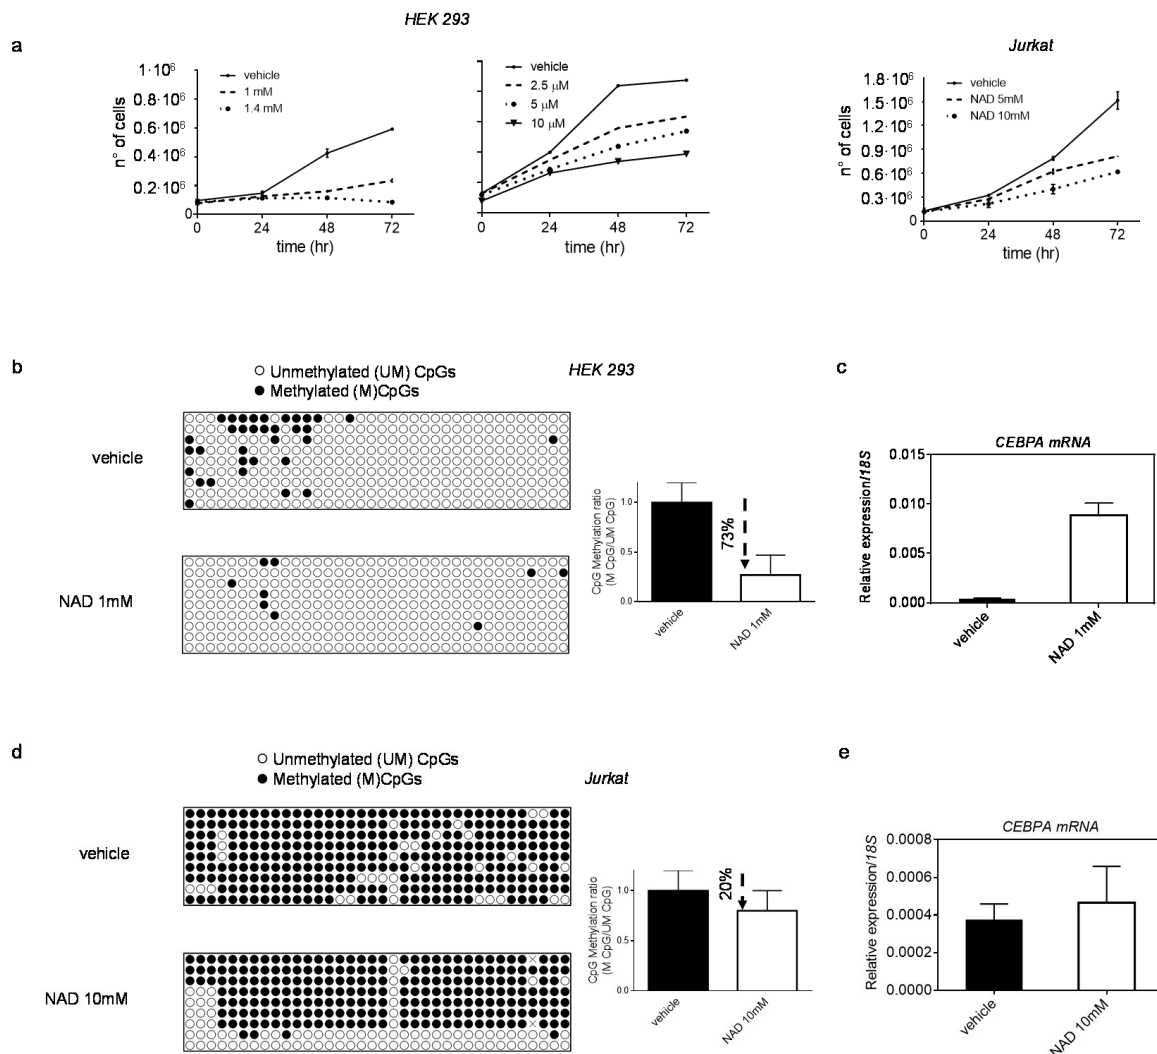 HEK 293
a
Jurkat
1·10⁶
0.8·10⁶
0.6·10⁶
0.4·10⁶
0.2·10⁶
0
n° of cells
vehicle
1 mM
1.4 mM
0 24 48 72
time (hr)
vehicle
2.5 µM
5 µM
10 µM
0 24 48 72
time (hr)
1.8·10⁶
1.5·10⁶
1.2·10⁶
0.9·10⁶
0.6·10⁶
0.3·10⁶
0
n° of cells
vehicle
NAD 5mM
NAD 10mM
0 24 48 72
time (hr)
b
Unmethylated (UM) CpGs
Methylated (M)CpGs
HEK 293
vehicle
NAD 1mM
CpG Methylation ratio
(M CpG/UM CpG)
1.0
0.5
0.0
73%
vehicle
NAD 1mM
c
CEBPA mRNA
Relative expression/18S
0.015
0.010
0.005
0.000
vehicle
NAD 1mM
d
Unmethylated (UM) CpGs
Methylated (M)CpGs
Jurkat
vehicle
NAD 10mM
CpG Methylation ratio
(M CpG/UM CpG)
1.0
0.5
0.0
20%
vehicle
NAD 10mM
e
CEBPA mRNA
Relative expression/18S
0.0008
0.0006
0.0004
0.0002
0.0000
vehicle
NAD 10mM